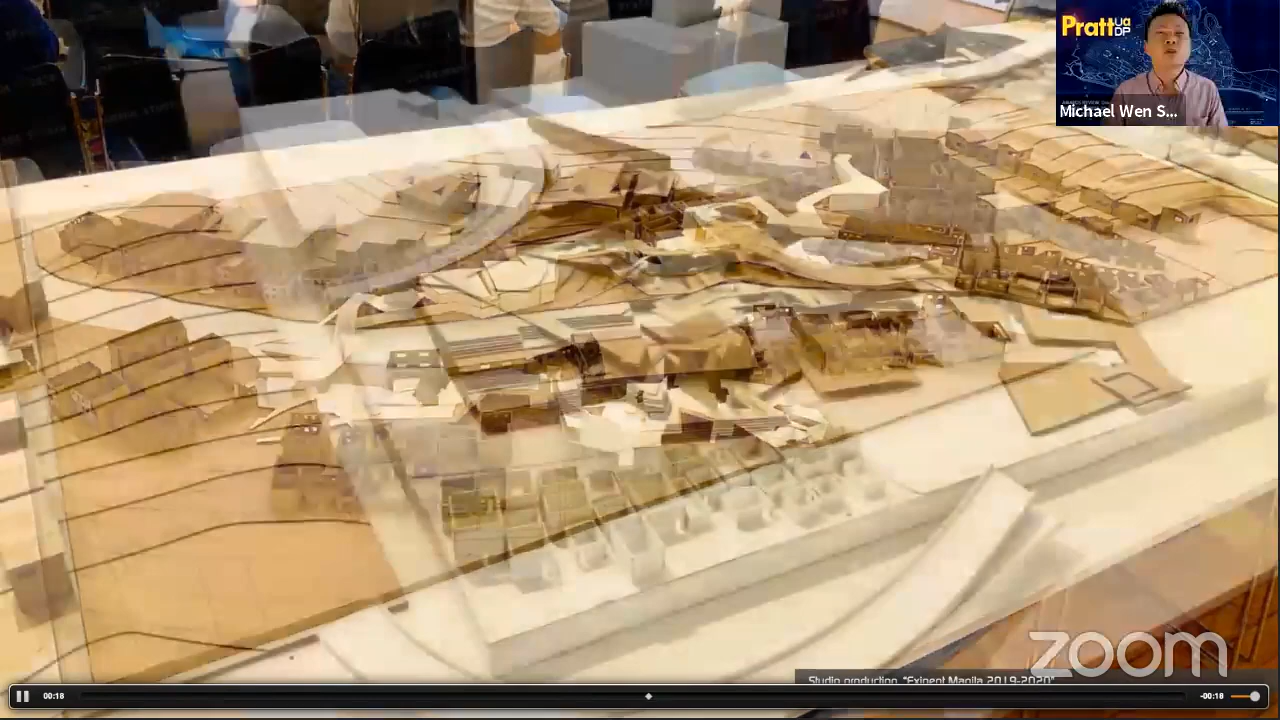 Pratt UA
DP
Michael Wen S...
zoom
Studio production, "Exigent Manila 2019-2020"
00:18
-00:18